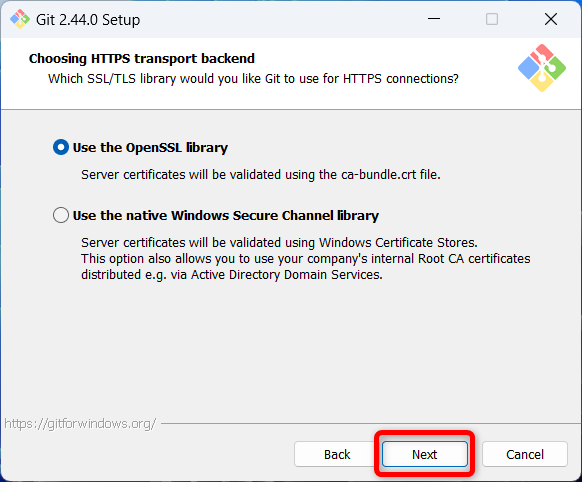 Git 2.44.0 Setup
Choosing HTTPS transport backend
Which SSL/TLS library would you like Git to use for HTTPS connections?
Use the OpenSSL library
Server certificates will be validated using the ca-bundle.crt file.
Use the native Windows Secure Channel library
Server certificates will be validated using Windows Certificate Stores.
This option also allows you to use your company's internal Root CA certificates
distributed e.g. via Active Directory Domain Services.
https://gitforwindows.org/
Back Next Cancel